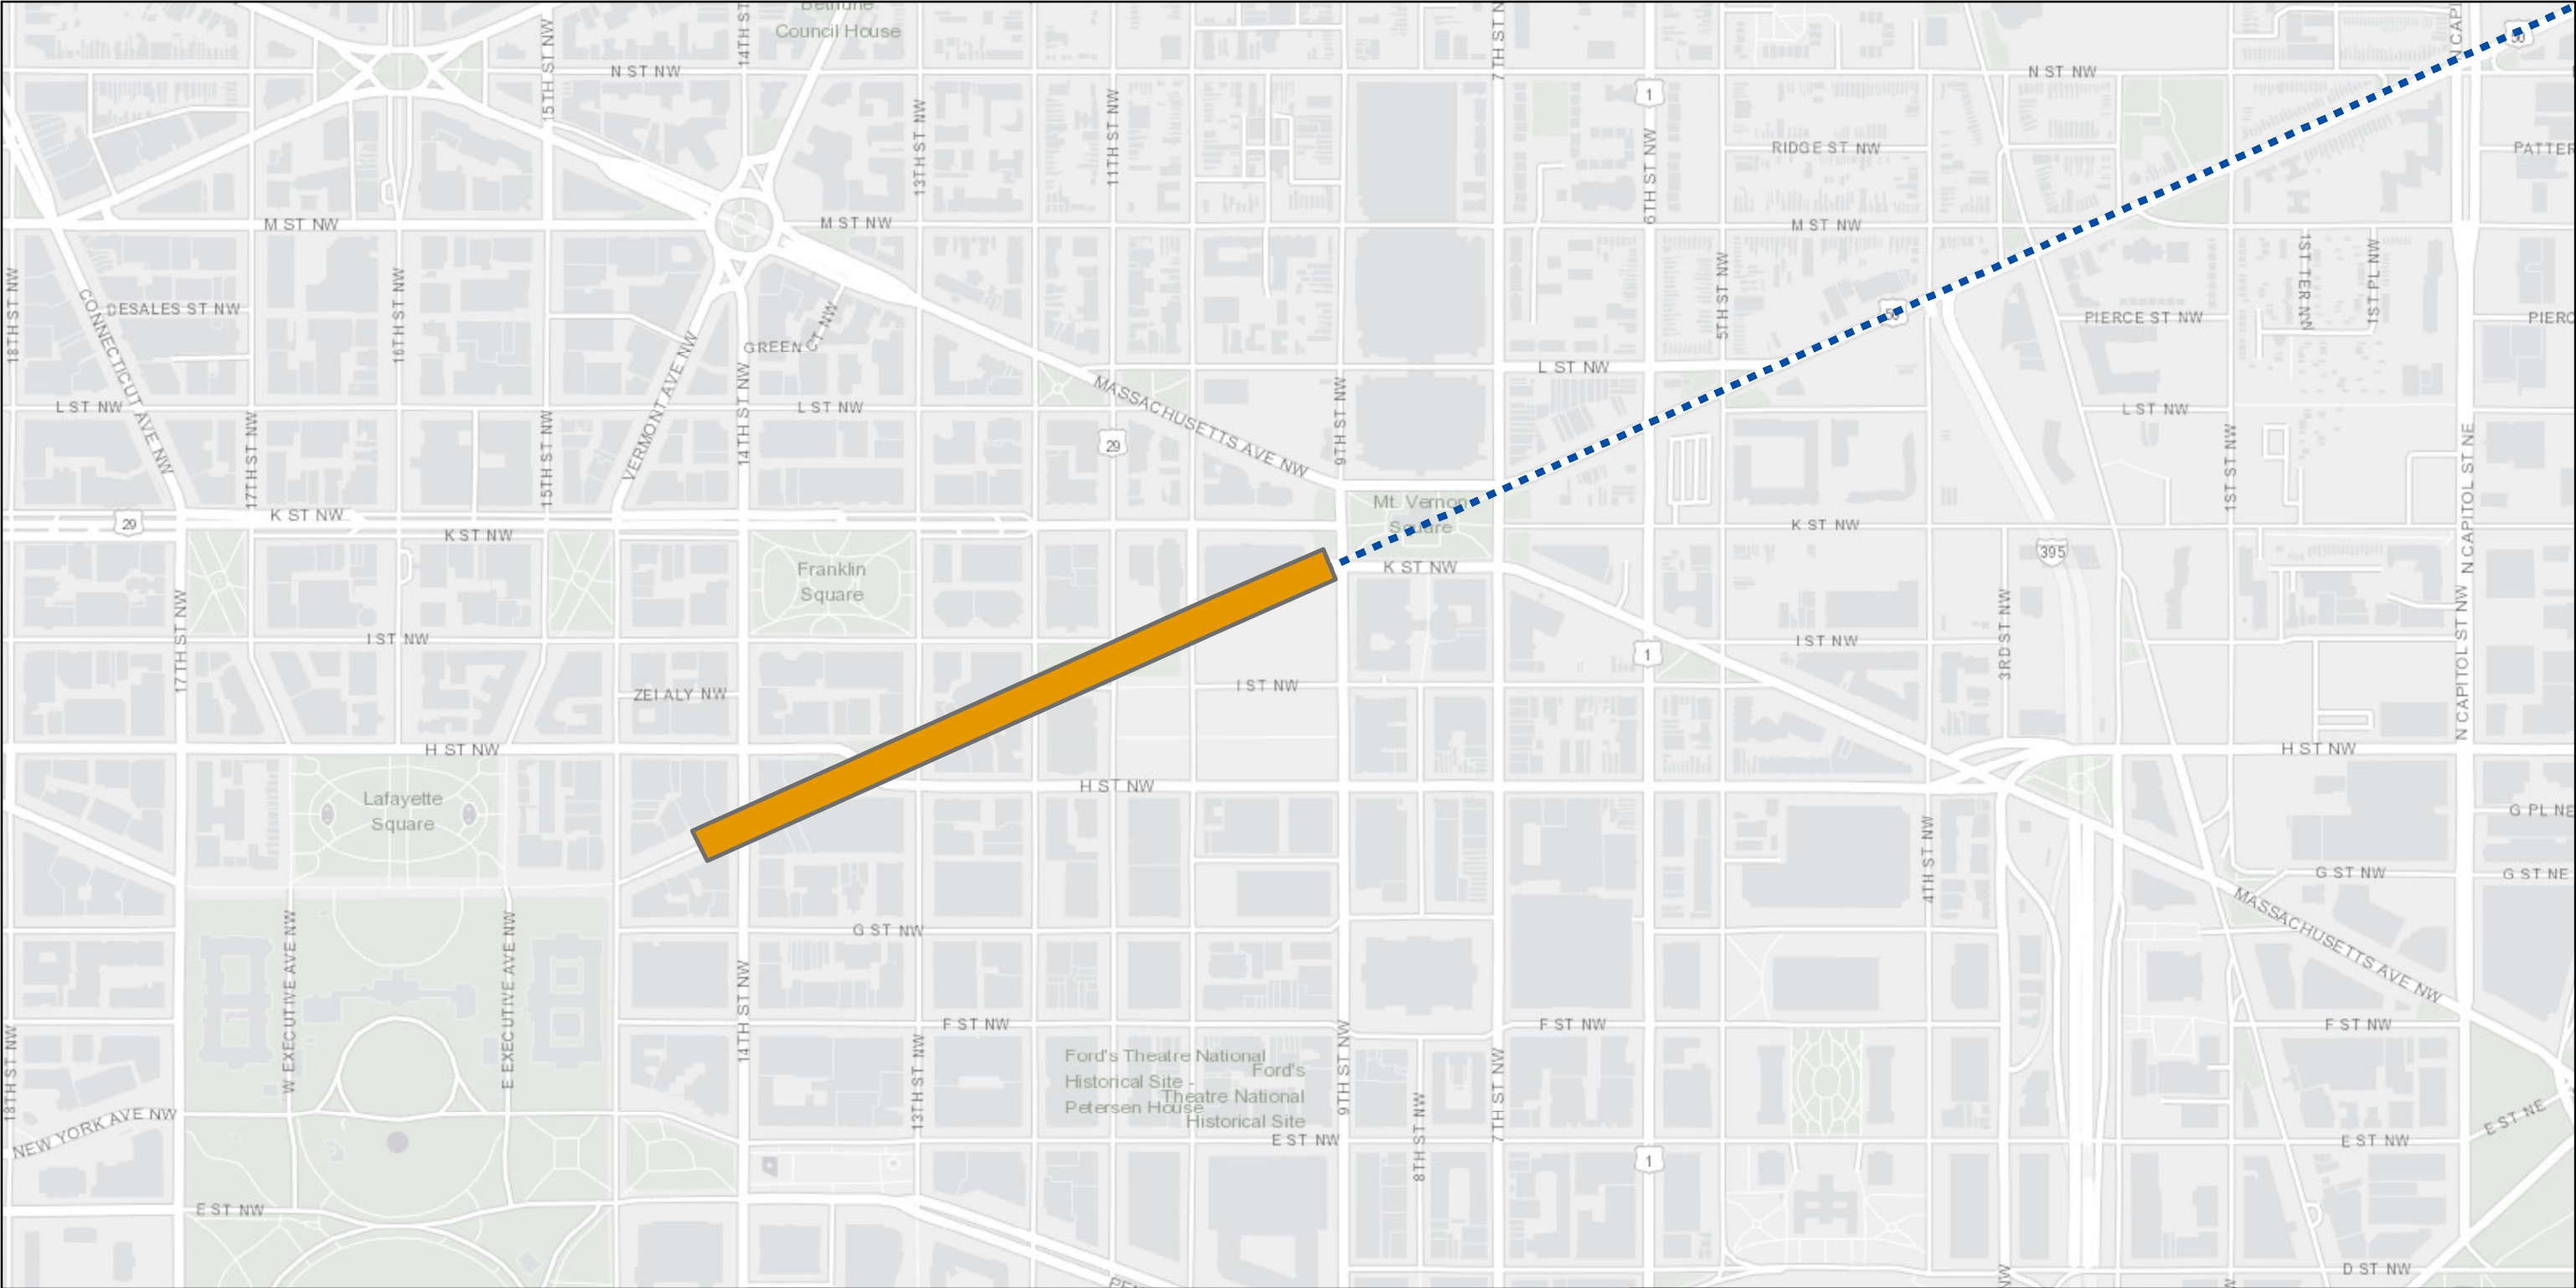 Bethune
Council House
14TH ST
15TH ST NW
7TH ST N
N CAPI
50
N ST NW
N ST NW
1
13TH ST NW
11TH ST NW
6TH ST NW
RIDGE ST NW
PATTER
M ST NW
M ST NW
M ST NW
18TH ST NW
CONNECTICUT AVE NW
DESALES ST NW
16TH ST NW
VERMONT AVE NW
GREEN CT NW
14TH ST NW
5TH ST NW
50
1ST TER NW
1ST PL NW
PIERCE ST NW
PIERC
L ST NW
MASSACHUSETTS AVE NW
9TH ST NW
L ST NW
L ST NW
L ST NW
17TH ST NW
15TH ST NW
29
1ST ST NW
N CAPITOL ST NE
Mt. Vernon
Square
29
K ST NW
K ST NW
K ST NW
K ST NW
395
Franklin
Square
17TH ST NW
I ST NW
1
I ST NW
3RD ST NW
N CAPITOL ST NW
ZEI ALY NW
I ST NW
H ST NW
H ST NW
H ST NW
Lafayette
Square
G PL NE
4TH ST NW
G ST NW
G ST NE
MASSACHUSETTS AVE NW
G ST NW
W EXECUTIVE AVE NW
E EXECUTIVE AVE NW
14TH ST NW
F ST NW
F ST NW
F ST NW
18TH ST NW
13TH ST NW
9TH ST NW
7TH ST NW
8TH ST NW
Ford's Theatre National
Historical Site -
Petersen House
Ford's
Theatre National
Historical Site
NEW YORK AVE NW
E ST NW
E ST NW
E ST NE
1
E ST NW
D ST NW
PEN
NW
W